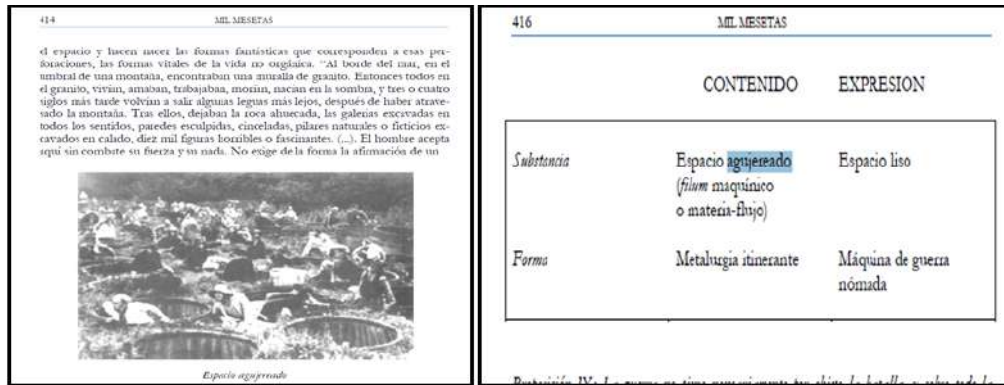 414
MIL MESETAS
el espacio y hacen nacer las formas fantásticas que corresponden a esas per-
foraciones, las formas vitales de la vida no orgánica. "Al borde del mar, en el
umbral de una montaña, encontraban una muralla de granito. Entonces todos en
el granito, vivían, amaban, trabajaban, morían, nacían en la sombra, y tres o cuatro
siglos más tarde volvían a salir algunas leguas más lejos, después de haber atrave-
sado la montaña. Tras ellos, dejaban la roca ahuecada, las galerías excavadas en
todos los sentidos, paredes esculpidas, cinceladas, pilares naturales o ficticios ex-
cavados en calado, diez mil figuras horribles o fascinantes. (...). El hombre acepta
aquí sin combate su fuerza y su nada. No exige de la forma la afirmación de un
Espacio agujereado
416
MIL MESETAS
CONTENIDO EXPRESION
Substancia Espacio agujereado Espacio liso
(filum maquínico
o materia-flujo)
Forma Metalurgia itinerante Máquina de guerra
nómada